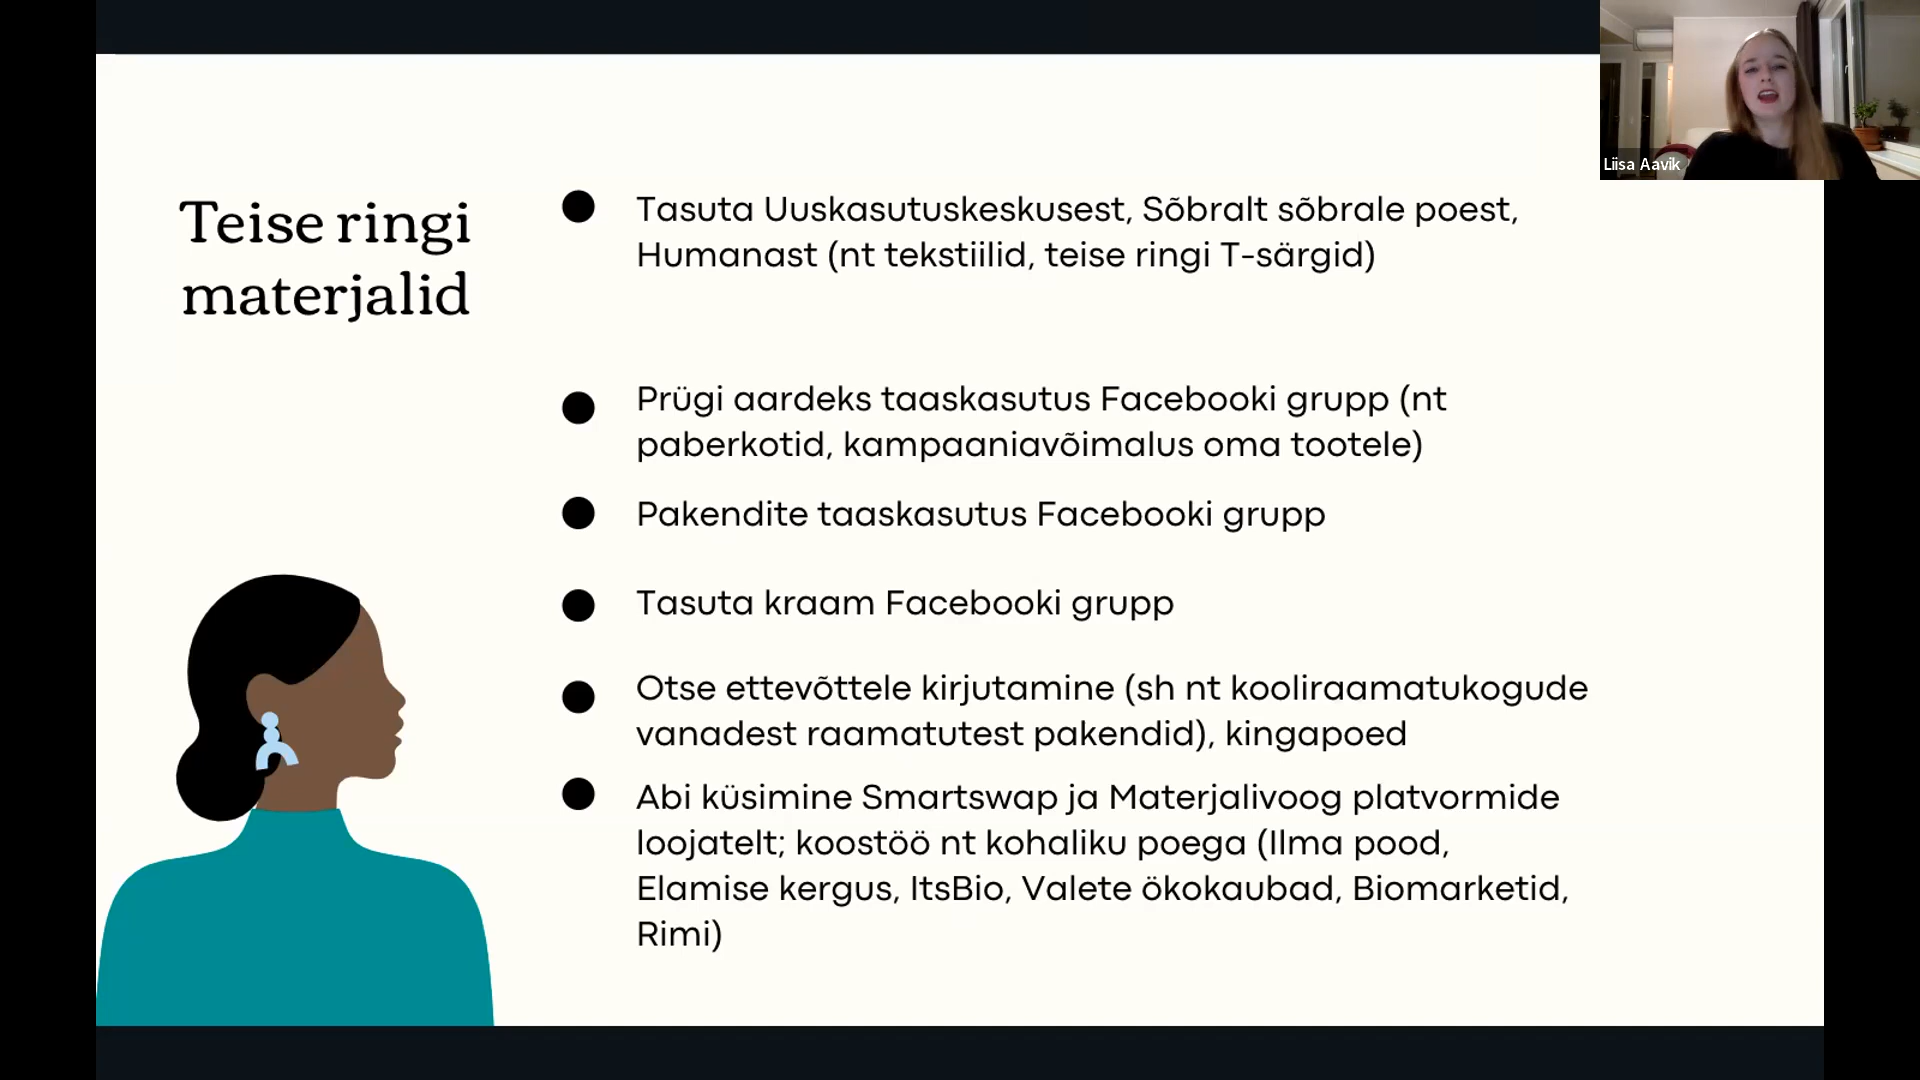 Liisa Aavik
Teise ringi
materjalid
Tasuta Uuskasutuskeskusest, Sõbralt sõbrale poest,
Humanast (nt tekstiilid, teise ringi T-särgid)
Prügi aardeks taaskasutus Facebooki grupp (nt
paberkotid, kampaaniavõimalus oma tootele)
Pakendite taaskasutus Facebooki grupp
Tasuta kraam Facebooki grupp
Otse ettevõttele kirjutamine (sh nt kooliraamatukogude
vanadest raamatutest pakendid), kingapoed
Abi küsimine Smartswap ja Materjalivoog platvormide
loojatelt; koostöö nt kohaliku poega (Ilma pood,
Elamise kergus, ItsBio, Valete ökokaubad, Biomarketid,
Rimi)